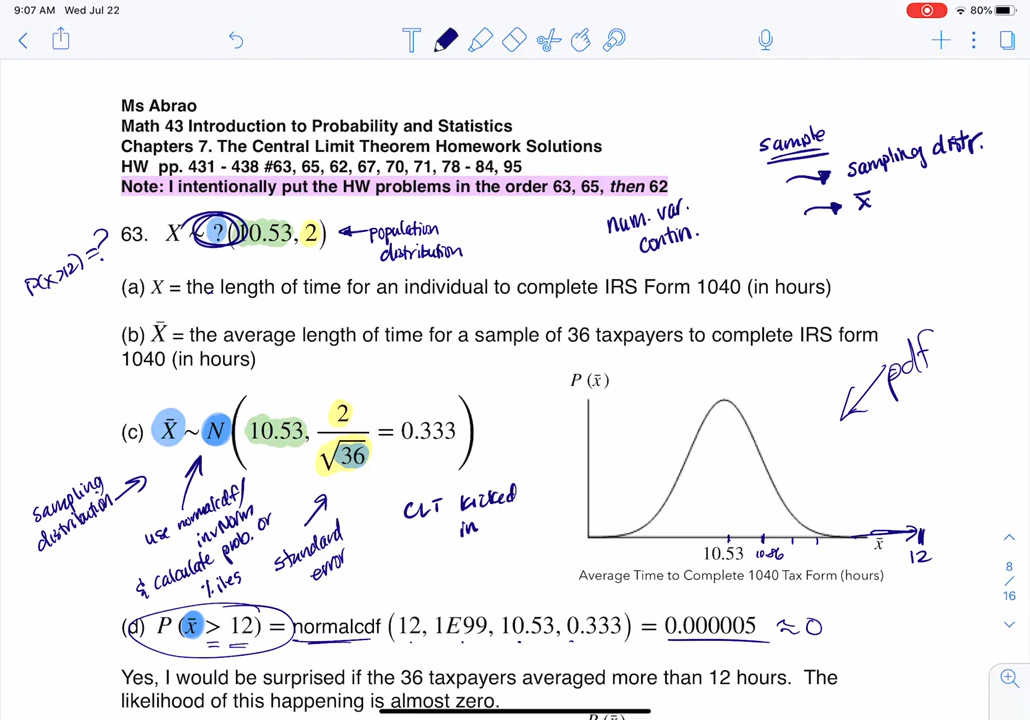 9:07 AM Wed Jul 22
80%
Ms Abrao
Math 43 Introduction to Probability and Statistics
Chapters 7. The Central Limit Theorem Homework Solutions
HW pp. 431 - 438 #63, 65, 62, 67, 70, 71, 78 - 84, 95
Note: I intentionally put the HW problems in the order 63, 65, then 62
sample
→ sampling distr.
→ x̄
num. var.
contin.
63. X ~ ? (10.53, 2)
← population
distribution
P(X>12)=?
(a) X = the length of time for an individual to complete IRS Form 1040 (in hours)
(b) X̄ = the average length of time for a sample of 36 taxpayers to complete IRS form
1040 (in hours)
pdf
P (x̄)
(c) X̄ ~ N(10.53, 2/√36 = 0.333)
sampling
distribution
use normalcdf/
invNorm
& calculate prob. or
%iles
standard
error
CLT kicked
in
10.53
10.86
x̄
12
Average Time to Complete 1040 Tax Form (hours)
(d) P (x̄ > 12) = normalcdf (12, 1E99, 10.53, 0.333) = 0.000005 ≈ 0
Yes, I would be surprised if the 36 taxpayers averaged more than 12 hours. The
likelihood of this happening is almost zero.
P (x̄)
8
/
16